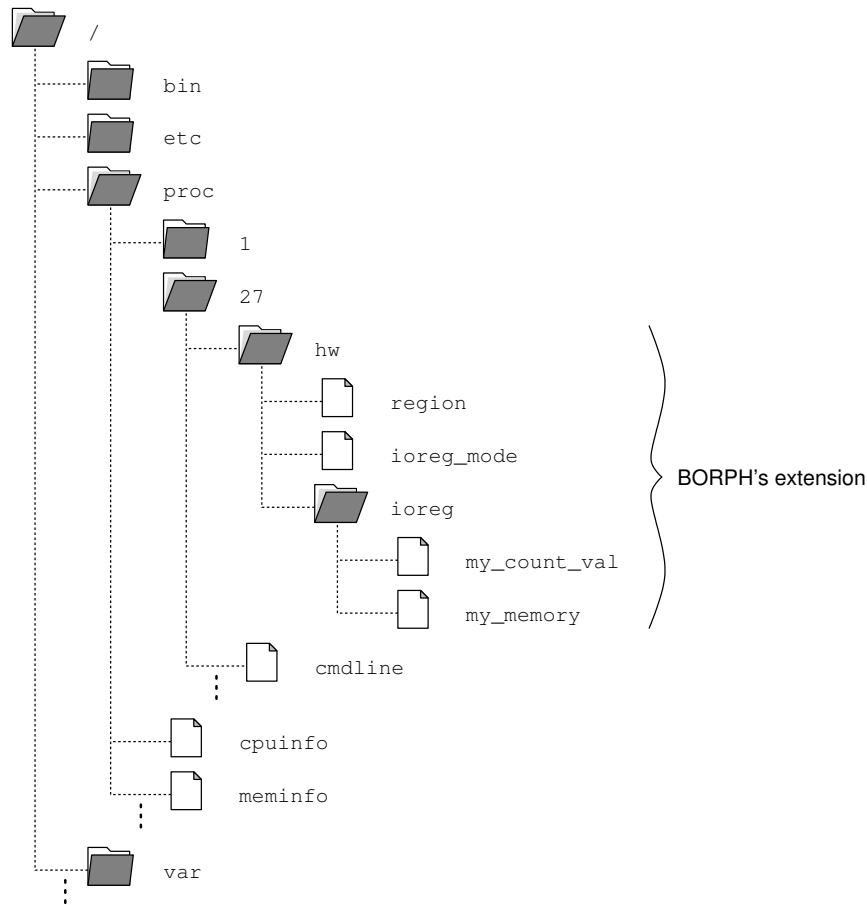 /
bin
etc
proc
1
27
hw
region
ioreg_mode
ioreg
BORPH's extension
my_count_val
my_memory
cmdline
cpuinfo
meminfo
var